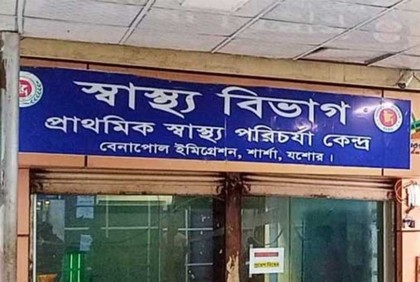 স্বাস্থ্য বিভাগ
প্রাথমিক স্বাস্থ্য পরিচর্যা কেন্দ্র
বেনাপোল ইমিগ্রেশন, শার্শা, যশোর ।